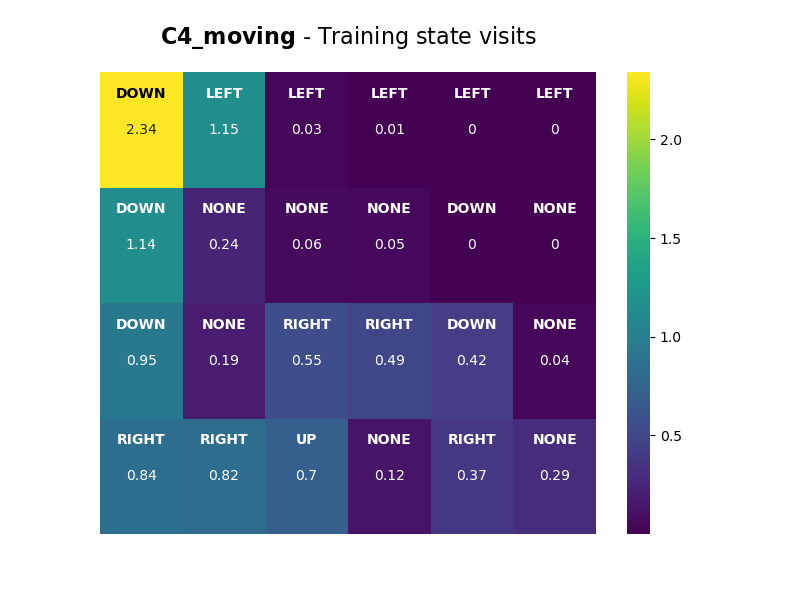 C4_moving - Training state visits
DOWN LEFT LEFT LEFT LEFT LEFT
2.34 1.15 0.03 0.01 0 0
2.0
DOWN NONE NONE NONE DOWN NONE
1.14 0.24 0.06 0.05 0 0
1.5
DOWN NONE RIGHT RIGHT DOWN NONE
1.0
0.95 0.19 0.55 0.49 0.42 0.04
RIGHT RIGHT UP NONE RIGHT NONE
0.5
0.84 0.82 0.7 0.12 0.37 0.29